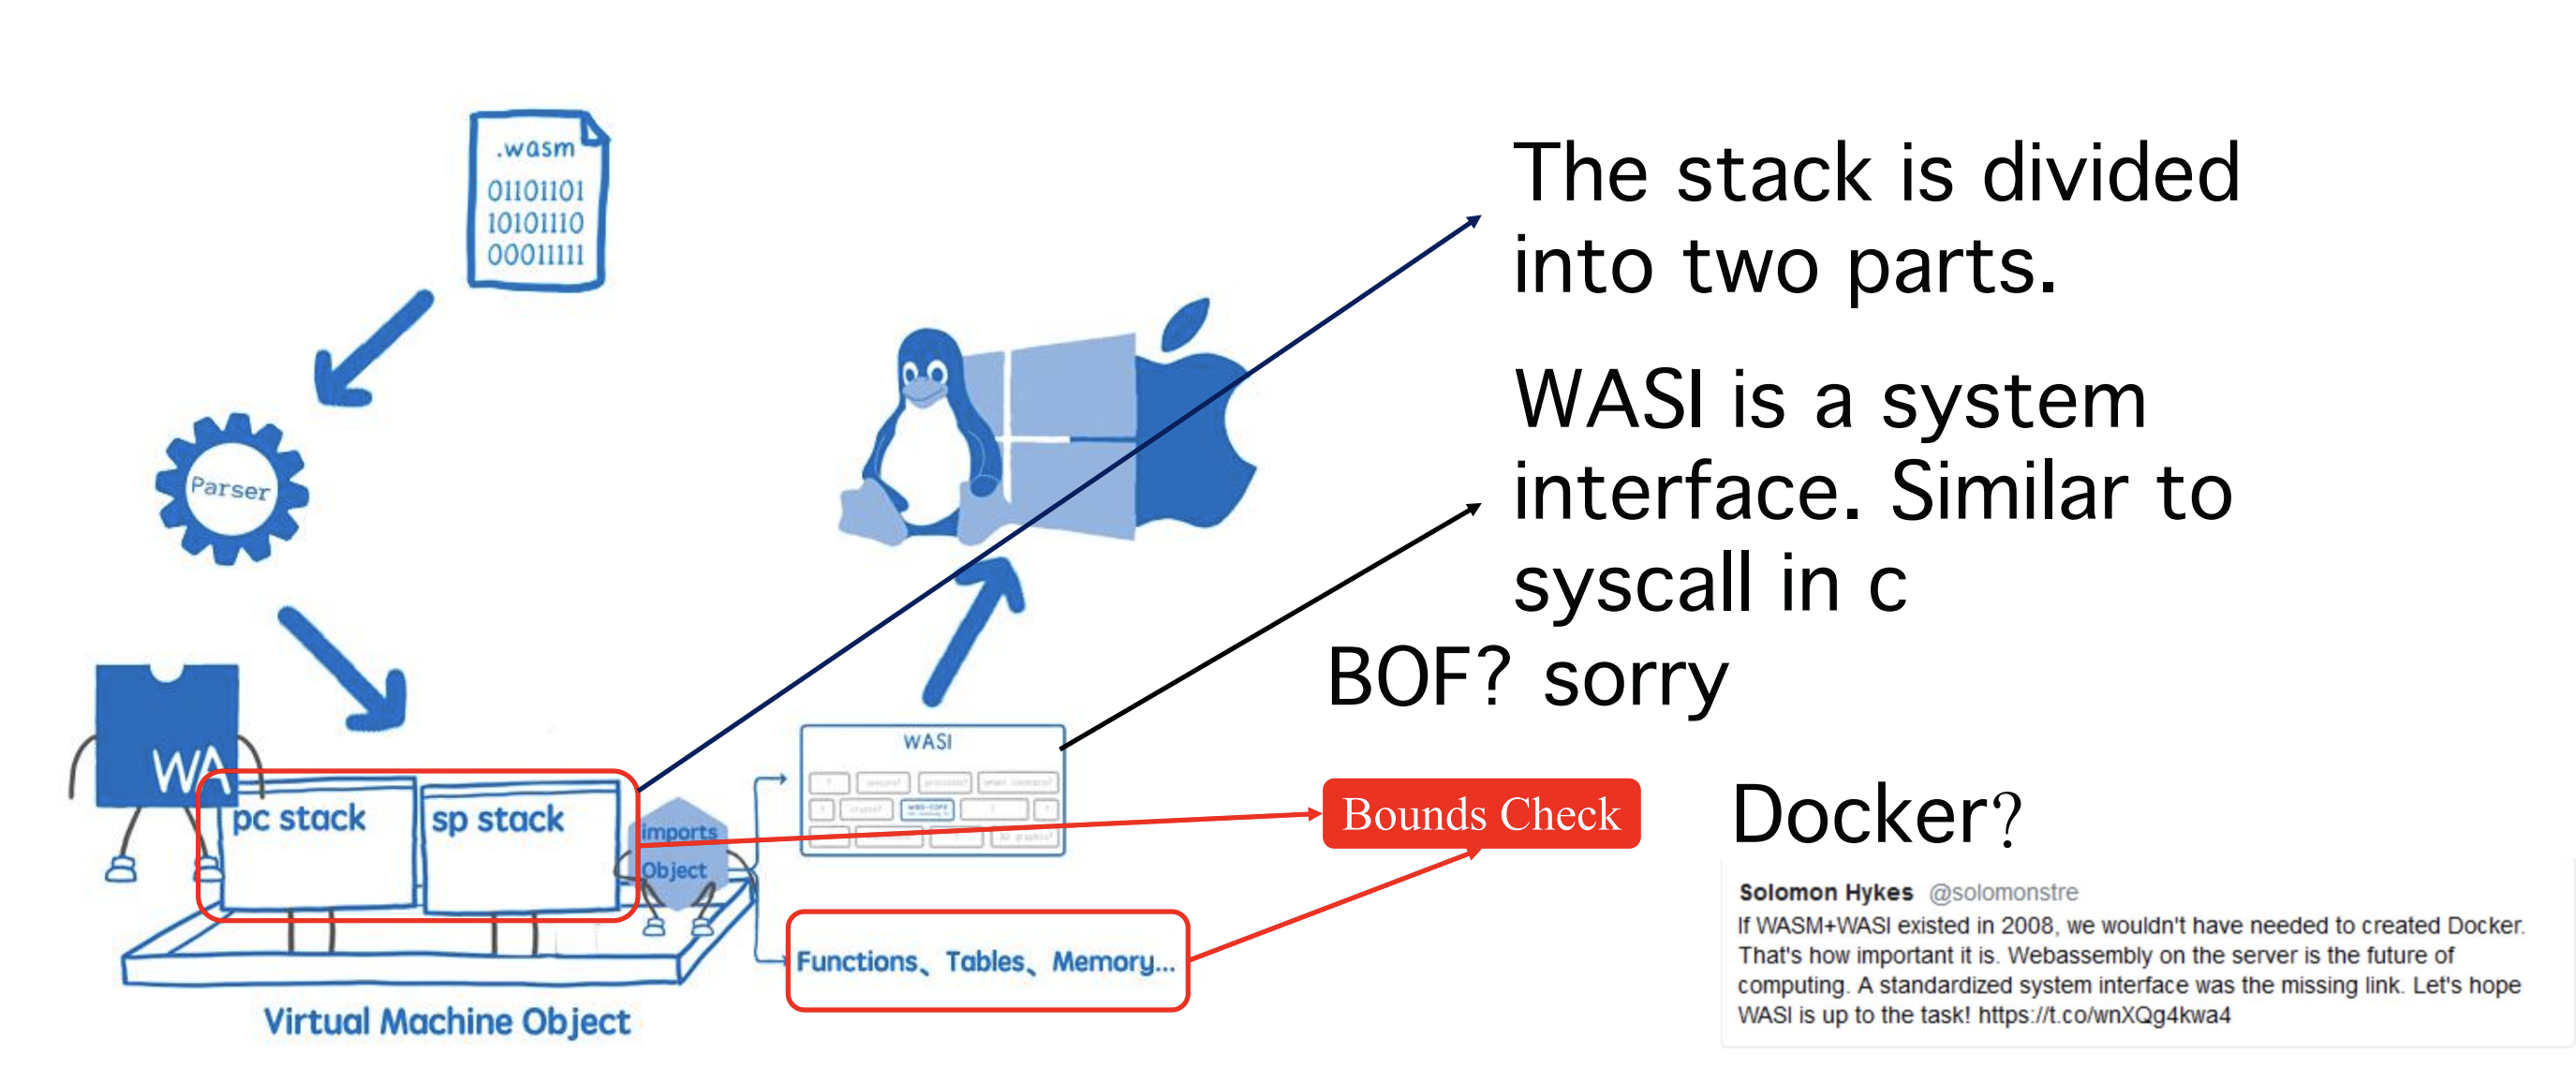 .wasm
01101101
10101110
00011111
Parser
WA
pc stack
sp stack
imports
Object
Virtual Machine Object
WASI
Functions、Tables、Memory...
The stack is divided
into two parts.
WASI is a system
interface. Similar to
syscall in c
BOF? sorry
Bounds Check
Docker?
Solomon Hykes @solomonstre
If WASM+WASI existed in 2008, we wouldn't have needed to created Docker.
That's how important it is. Webassembly on the server is the future of
computing. A standardized system interface was the missing link. Let's hope
WASI is up to the task! https://t.co/wnXQg4kwa4